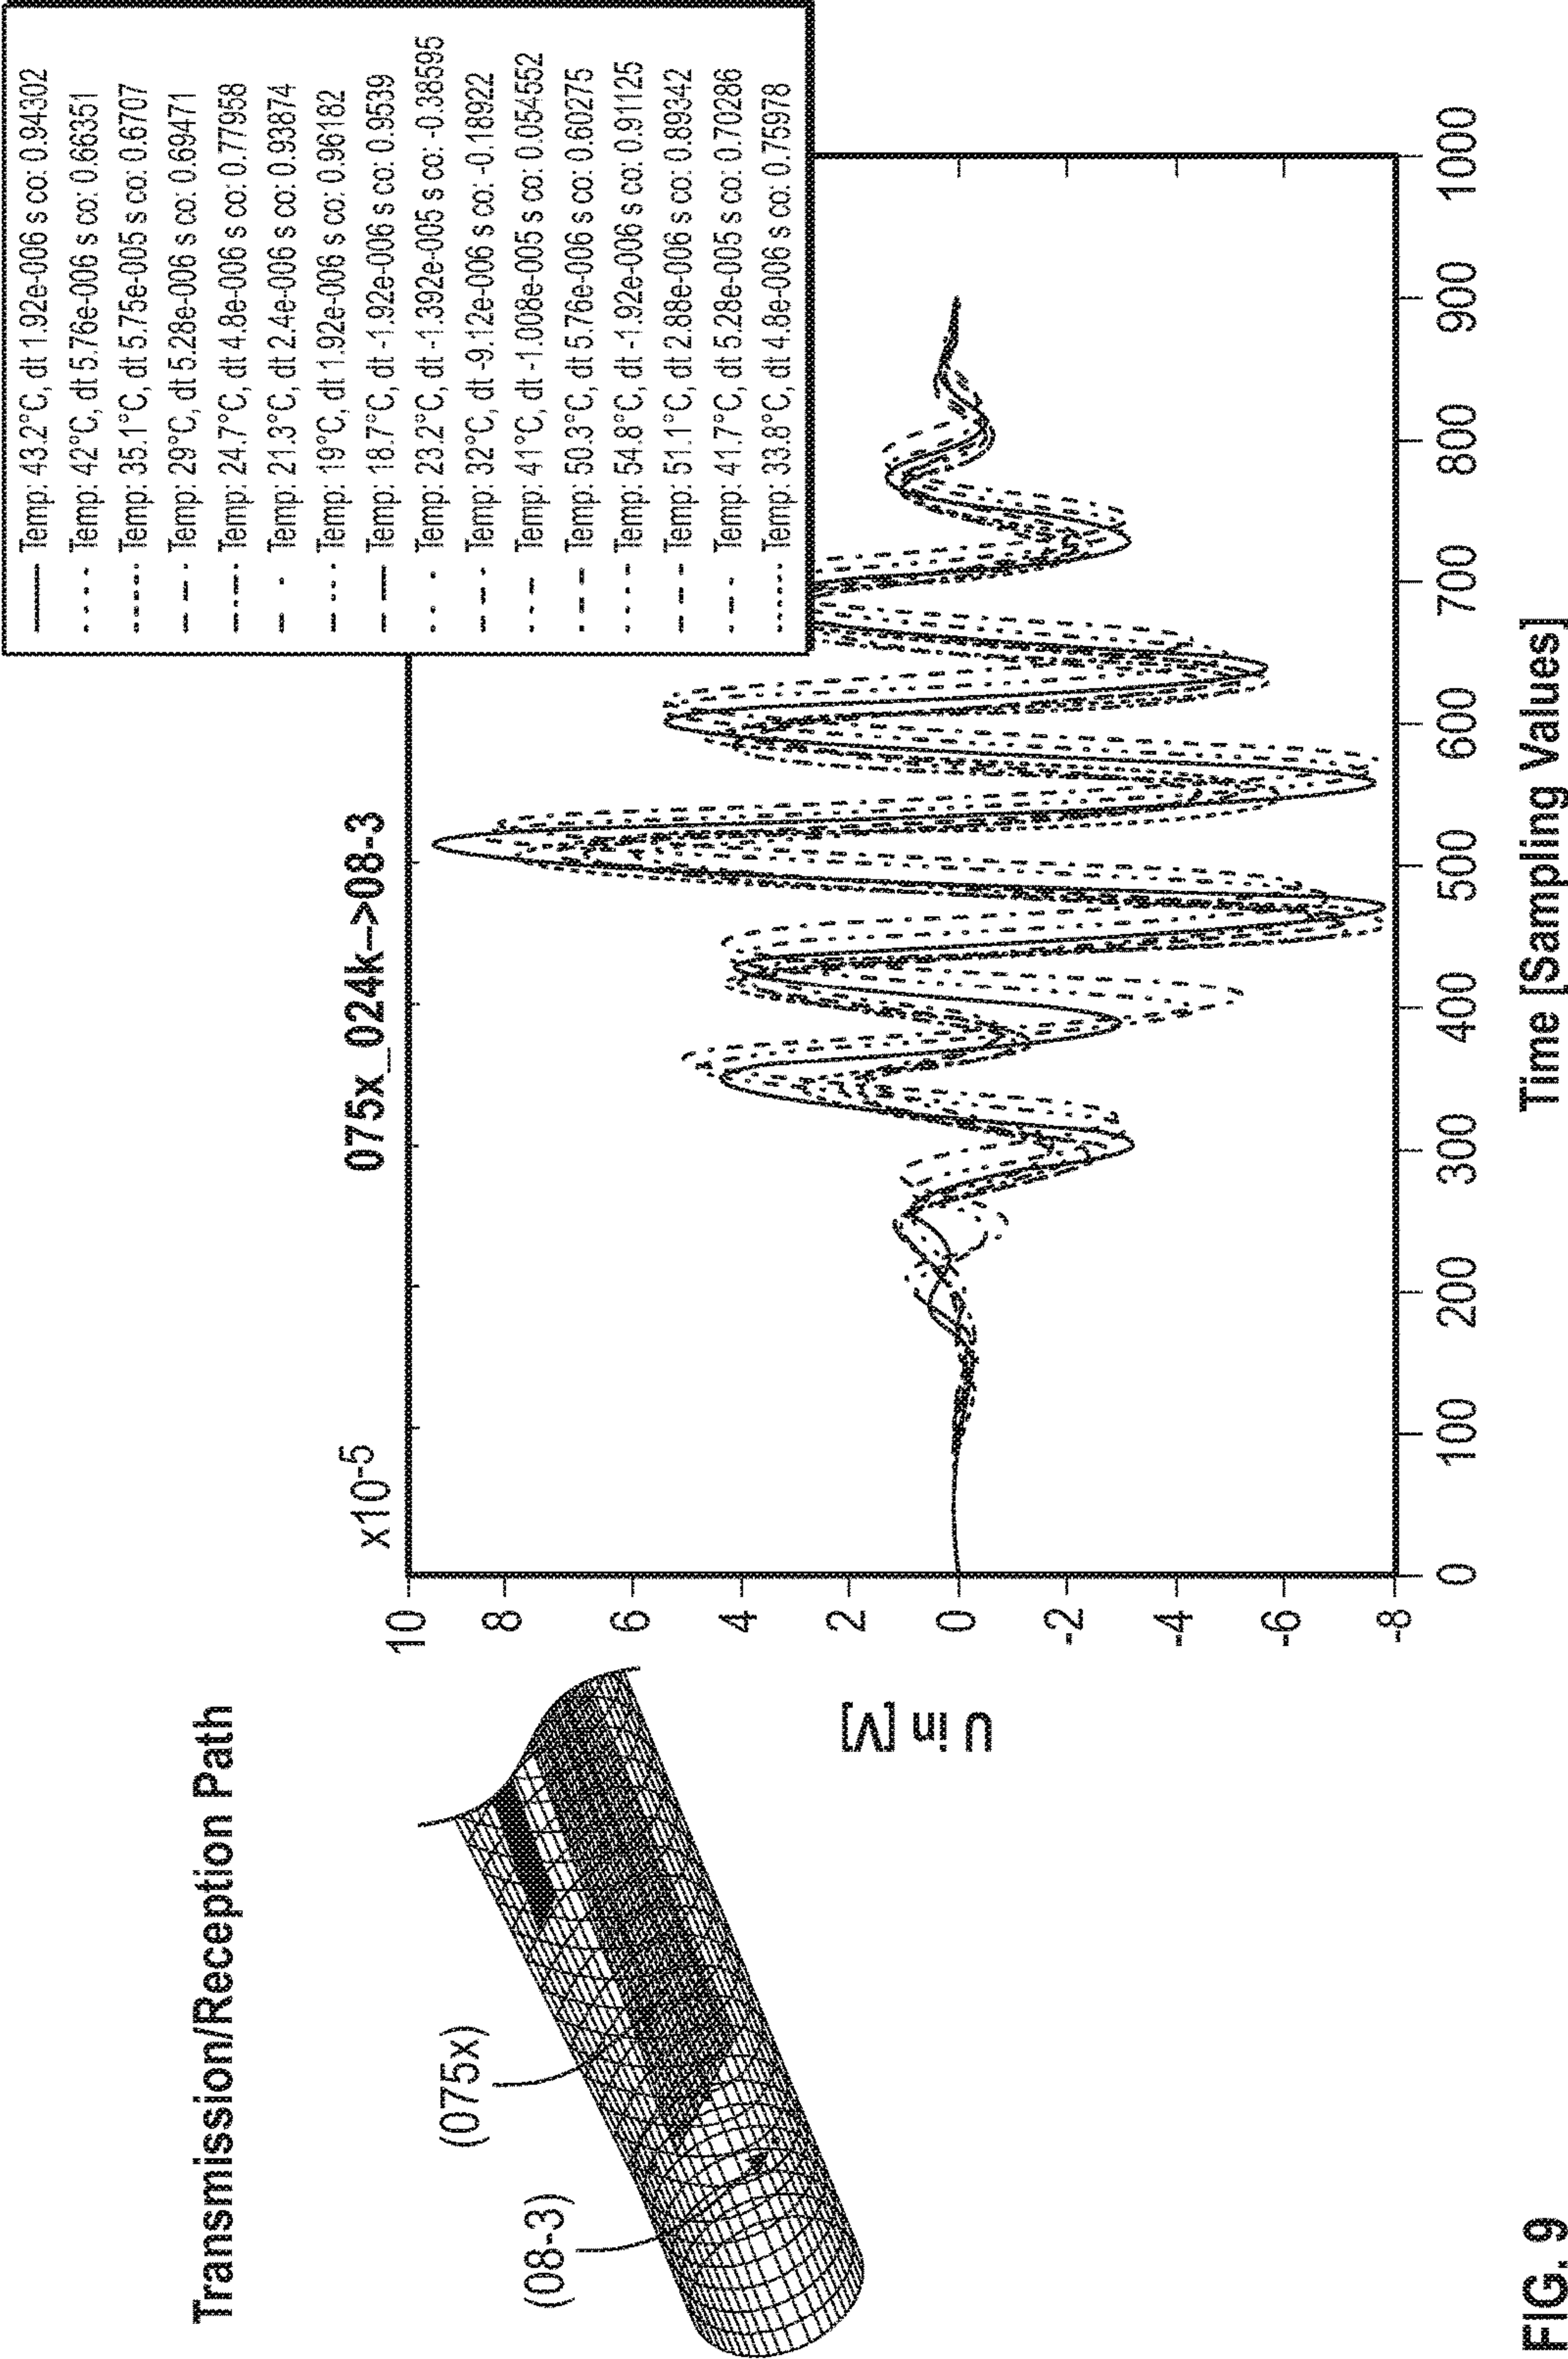 Transmission/Reception Path
(08-3)
(075x)
075x_024k->08-3
x10-5
U in [V]
10
8
6
4
2
0
-2
-4
-6
-8
0
100
200
300
400
500
600
700
800
900
1000
Time [Sampling Values]
Temp: 43.2°C, dt 1.92e-006 s co: 0.94302
Temp: 42°C, dt 5.76e-006 s co: 0.66351
Temp: 35.1°C, dt 5.75e-005 s co: 0.6707
Temp: 29°C, dt 5.28e-006 s co: 0.69471
Temp: 24.7°C, dt 4.8e-006 s co: 0.77958
Temp: 21.3°C, dt 2.4e-006 s co: 0.93874
Temp: 19°C, dt 1.92e-006 s co: 0.96182
Temp: 18.7°C, dt -1.92e-006 s co: 0.9539
Temp: 23.2°C, dt -1.392e-005 s co: -0.38595
Temp: 32°C, dt -9.12e-006 s co: -0.18922
Temp: 41°C, dt -1.008e-005 s co: 0.054552
Temp: 50.3°C, dt 5.76e-006 s co: 0.60275
Temp: 54.8°C, dt -1.92e-006 s co: 0.91125
Temp: 51.1°C, dt 2.88e-006 s co: 0.89342
Temp: 41.7°C, dt 5.28e-005 s co: 0.70286
Temp: 33.8°C, dt 4.8e-006 s co: 0.75978
FIG. 9